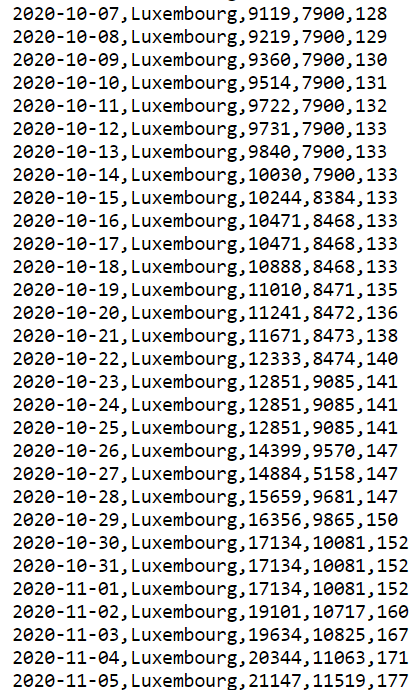 2020-10-07,Luxembourg,9119,7900,128
2020-10-08,Luxembourg,9219,7900,129
2020-10-09,Luxembourg,9360,7900,130
2020-10-10,Luxembourg,9514,7900,131
2020-10-11,Luxembourg,9722,7900,132
2020-10-12,Luxembourg,9731,7900,133
2020-10-13,Luxembourg,9840,7900,133
2020-10-14,Luxembourg,10030,7900,133
2020-10-15,Luxembourg,10244,8384,133
2020-10-16,Luxembourg,10471,8468,133
2020-10-17,Luxembourg,10471,8468,133
2020-10-18,Luxembourg,10888,8468,133
2020-10-19,Luxembourg,11010,8471,135
2020-10-20,Luxembourg,11241,8472,136
2020-10-21,Luxembourg,11671,8473,138
2020-10-22,Luxembourg,12333,8474,140
2020-10-23,Luxembourg,12851,9085,141
2020-10-24,Luxembourg,12851,9085,141
2020-10-25,Luxembourg,12851,9085,141
2020-10-26,Luxembourg,14399,9570,147
2020-10-27,Luxembourg,14884,5158,147
2020-10-28,Luxembourg,15659,9681,147
2020-10-29,Luxembourg,16356,9865,150
2020-10-30,Luxembourg,17134,10081,152
2020-10-31,Luxembourg,17134,10081,152
2020-11-01,Luxembourg,17134,10081,152
2020-11-02,Luxembourg,19101,10717,160
2020-11-03,Luxembourg,19634,10825,167
2020-11-04,Luxembourg,20344,11063,171
2020-11-05,Luxembourg,21147,11519,177